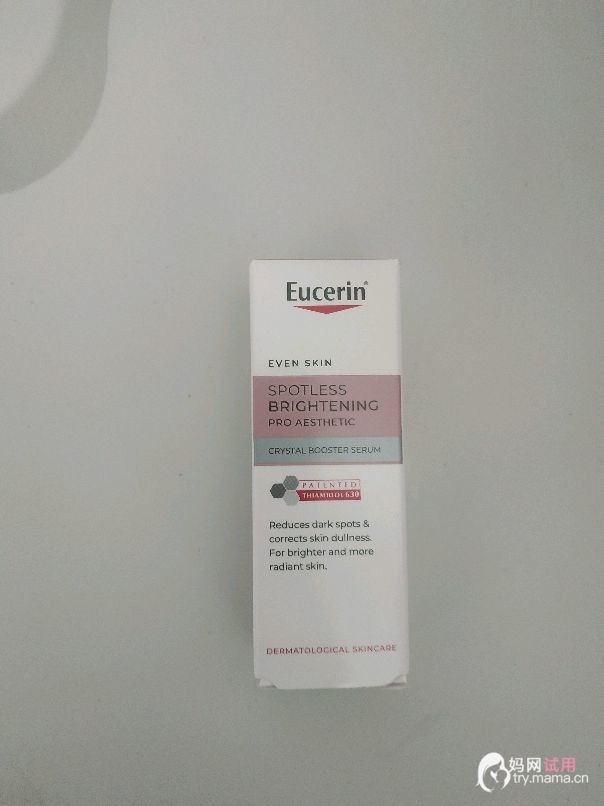 Eucerin®
EVEN SKIN
SPOTLESS
BRIGHTENING
PRO AESTHETIC
CRYSTAL BOOSTER SERUM
PATENTED
THIAMIDOL 630
Reduces dark spots &
corrects skin dullness.
For brighter and more
radiant skin.
DERMATOLOGICAL SKINCARE
妈网试用
try.mama.cn